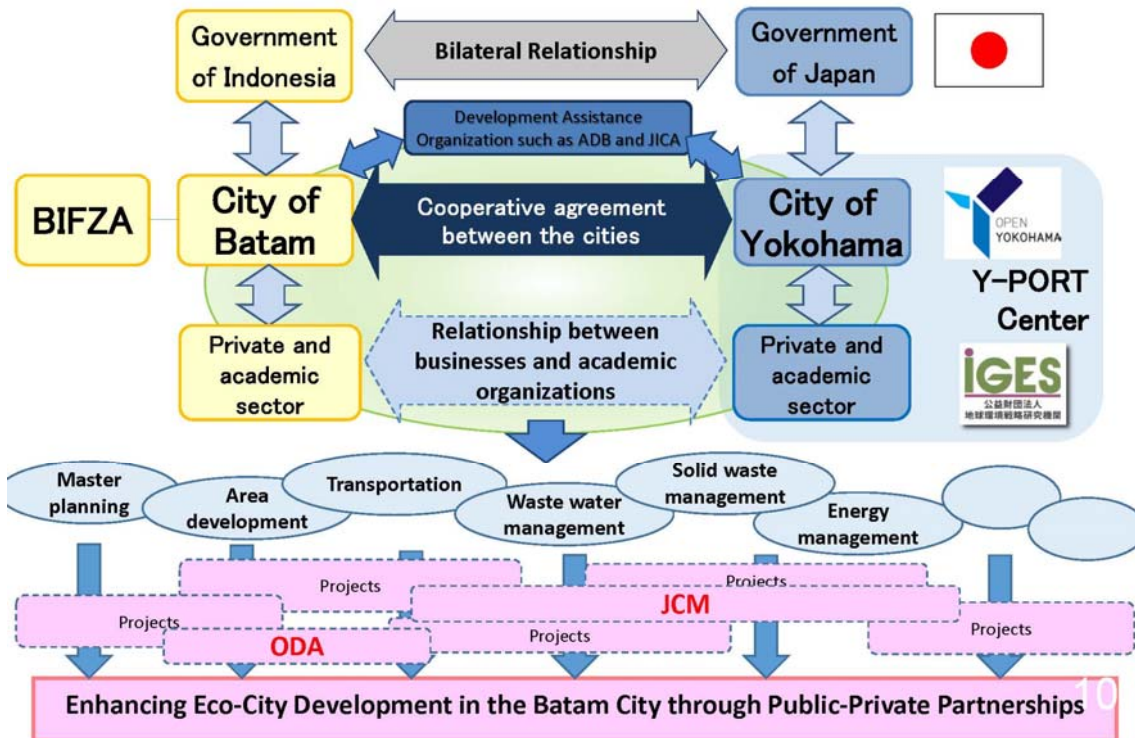 Government
of Indonesia
Bilateral Relationship
Government
of Japan
Development Assistance
Organization such as ADB and JICA
BIFZA
City of
Batam
Cooperative agreement
between the cities
City of
Yokohama
OPEN
YOKOHAMA
Y-PORT
Center
Private and
academic
sector
Relationship between
businesses and academic
organizations
Private and
academic
sector
iGES
公益財団法人
地球環境戦略研究機関
Master
planning
Area
development
Transportation
Waste water
management
Solid waste
management
Energy
management
Projects
Projects
JCM
Projects
ODA
Projects
Projects
Enhancing Eco-City Development in the Batam City through Public-Private Partnerships
10